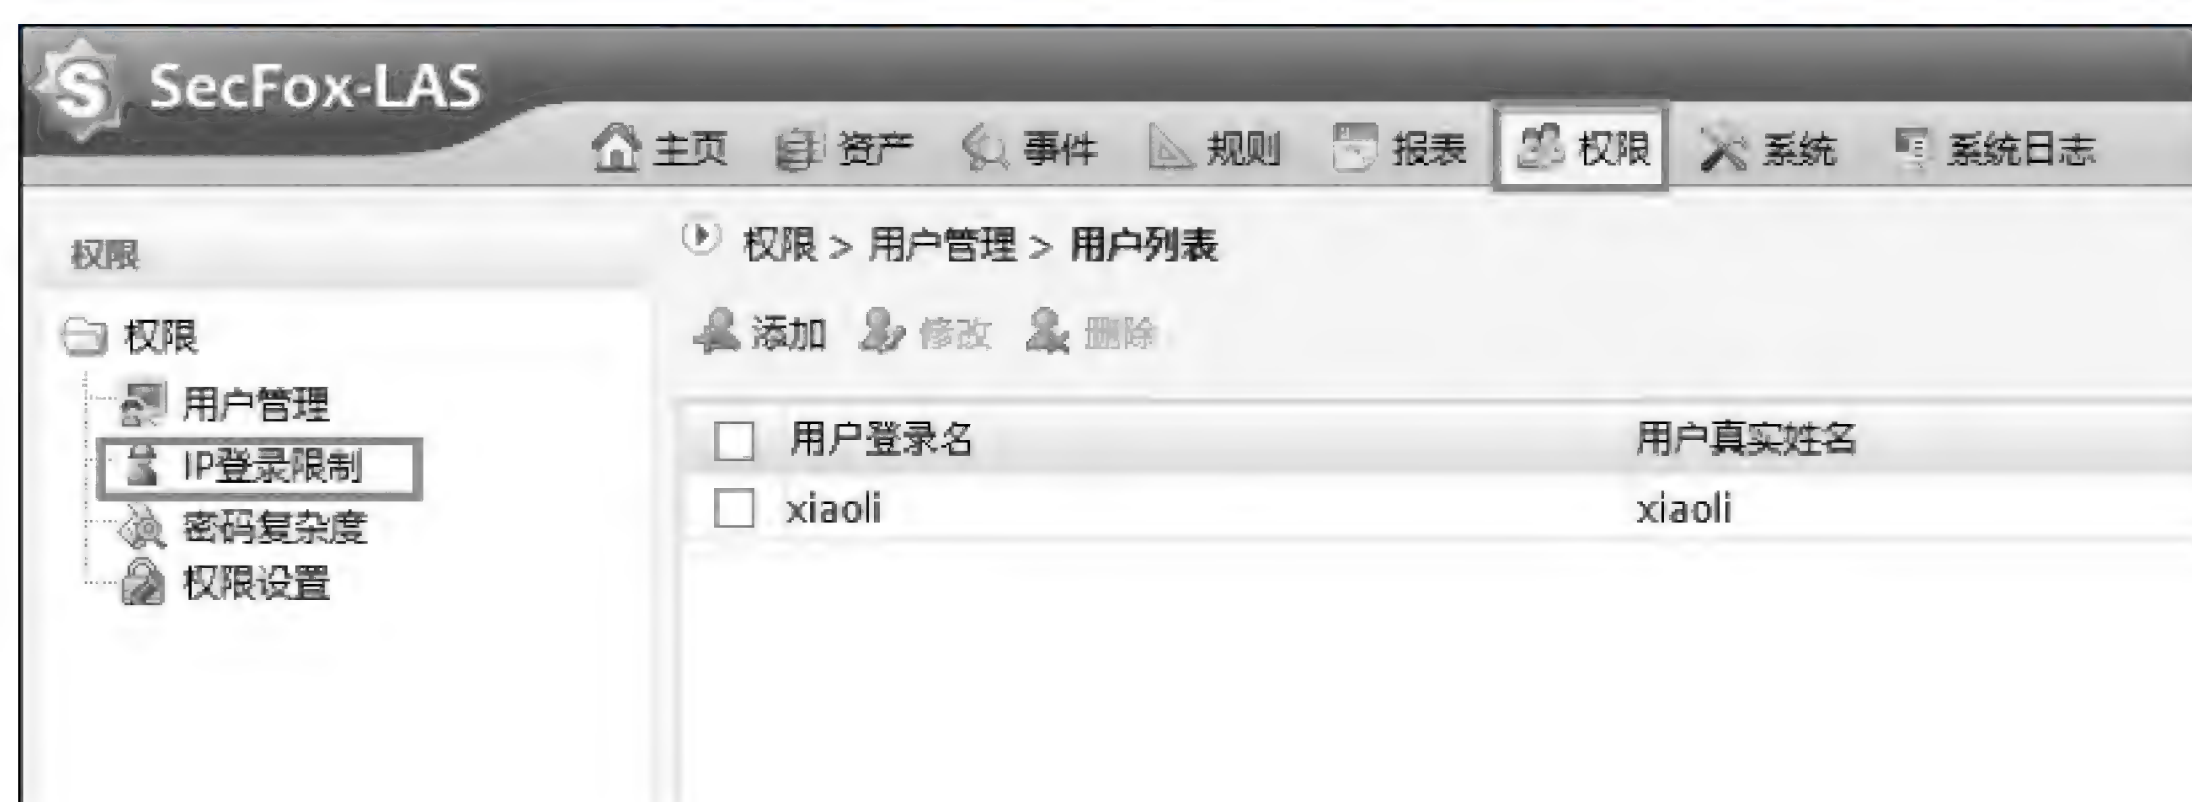 SecFox-LAS
主页 资产 事件 规则 报表 权限 系统 系统日志
权限
权限 > 用户管理 > 用户列表
添加 修改 删除
权限
用户管理
IP登录限制
密码复杂度
权限设置
用户登录名 用户真实姓名
xiaoli xiaoli